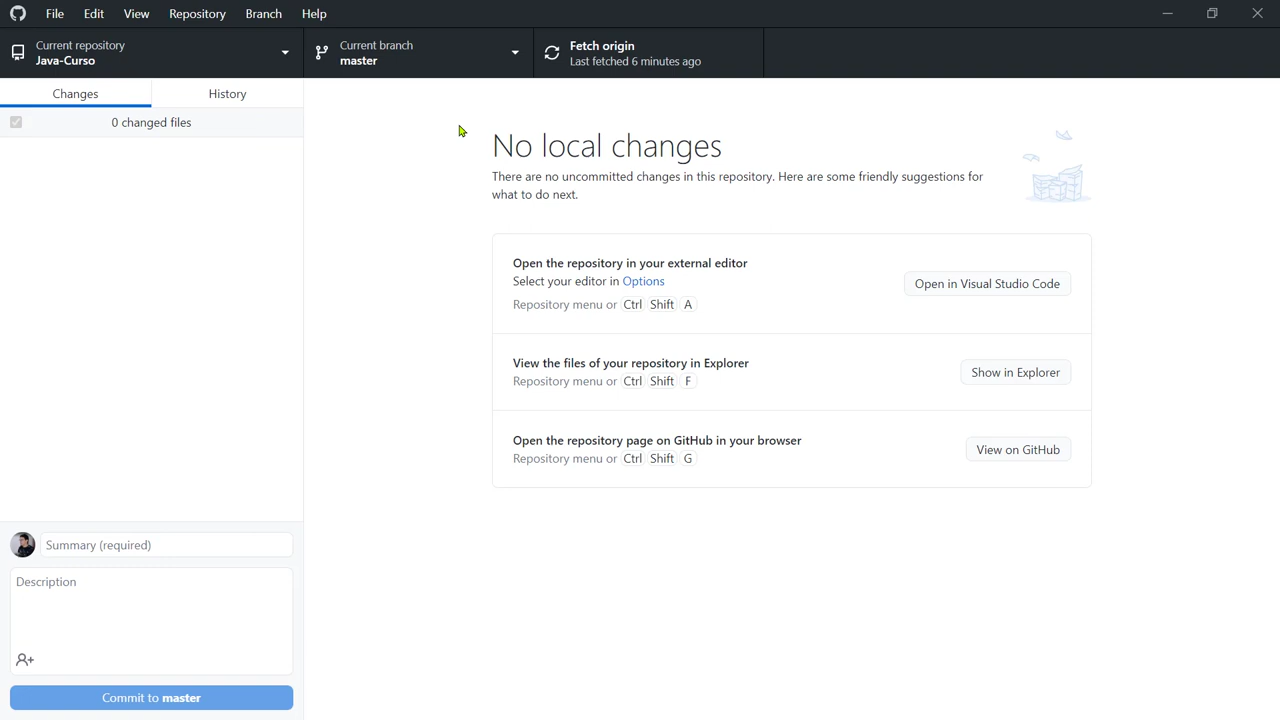 File Edit View Repository Branch Help
Current repository
Java-Curso
Current branch
master
Fetch origin
Last fetched 6 minutes ago
Changes
History
0 changed files
No local changes
There are no uncommitted changes in this repository. Here are some friendly suggestions for
what to do next.
Open the repository in your external editor
Select your editor in Options
Repository menu or Ctrl Shift A
Open in Visual Studio Code
View the files of your repository in Explorer
Repository menu or Ctrl Shift F
Show in Explorer
Open the repository page on GitHub in your browser
Repository menu or Ctrl Shift G
View on GitHub
Summary (required)
Description
Commit to master